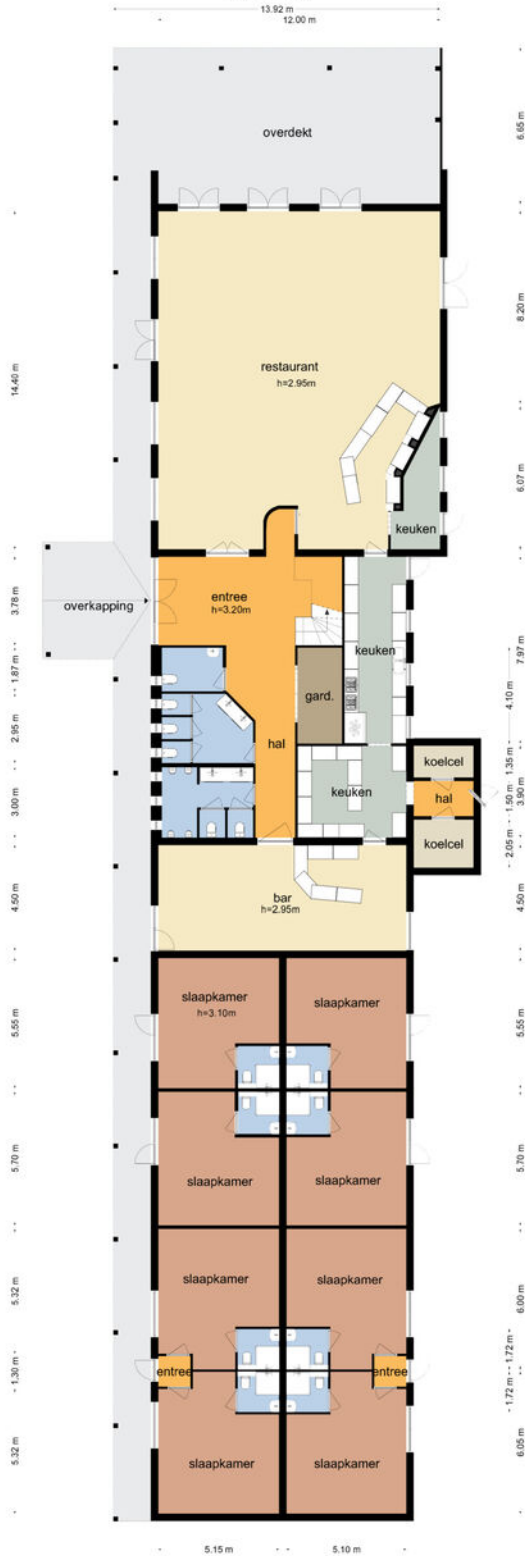 13.92 m
12.00 m
overdekt
6.65 m
restaurant
h=2.95m
14.40 m
8.20 m
6.07 m
keuken
entree
h=3.20m
overkapping
3.78 m
keuken
7.97 m
gard.
1.87 m
4.10 m
hal
2.95 m
koelcel
1.35 m
keuken
hal
3.00 m
1.50 m
3.90 m
koelcel
2.05 m
bar
h=2.95m
4.50 m
4.50 m
slaapkamer
h=3.10m
slaapkamer
5.55 m
5.55 m
slaapkamer
slaapkamer
5.70 m
5.70 m
slaapkamer
slaapkamer
5.32 m
6.00 m
entree
entree
1.30 m
1.72 m
1.72 m
slaapkamer
slaapkamer
5.32 m
6.05 m
5.15 m
5.10 m